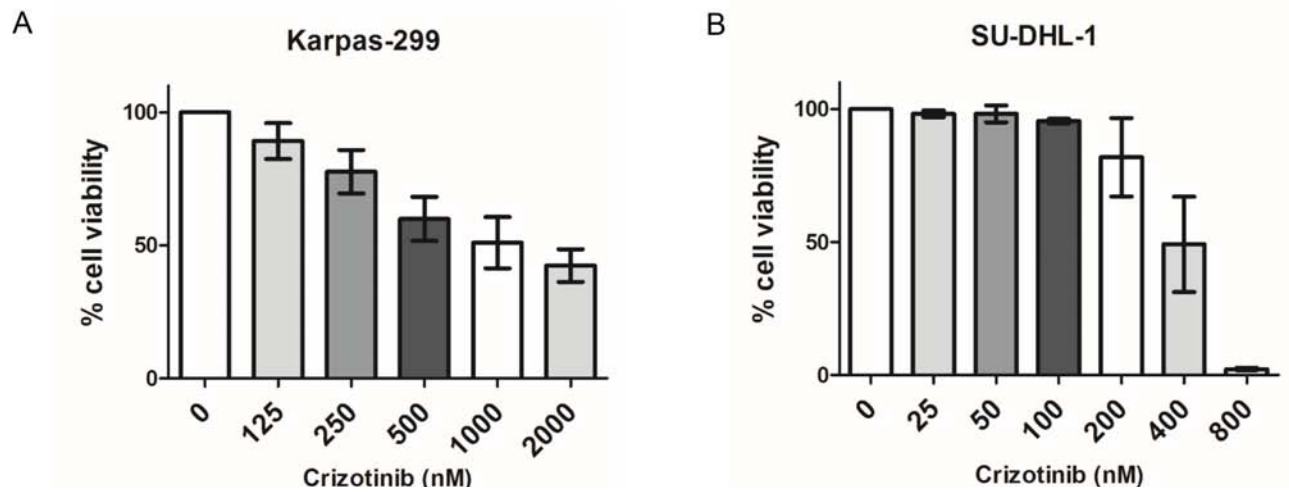 A
Karpas-299
% cell viability
100
50
0
0
125
250
500
1000
2000
Crizotinib (nM)
B
SU-DHL-1
% cell viability
100
50
0
0
25
50
100
200
400
800
Crizotinib (nM)